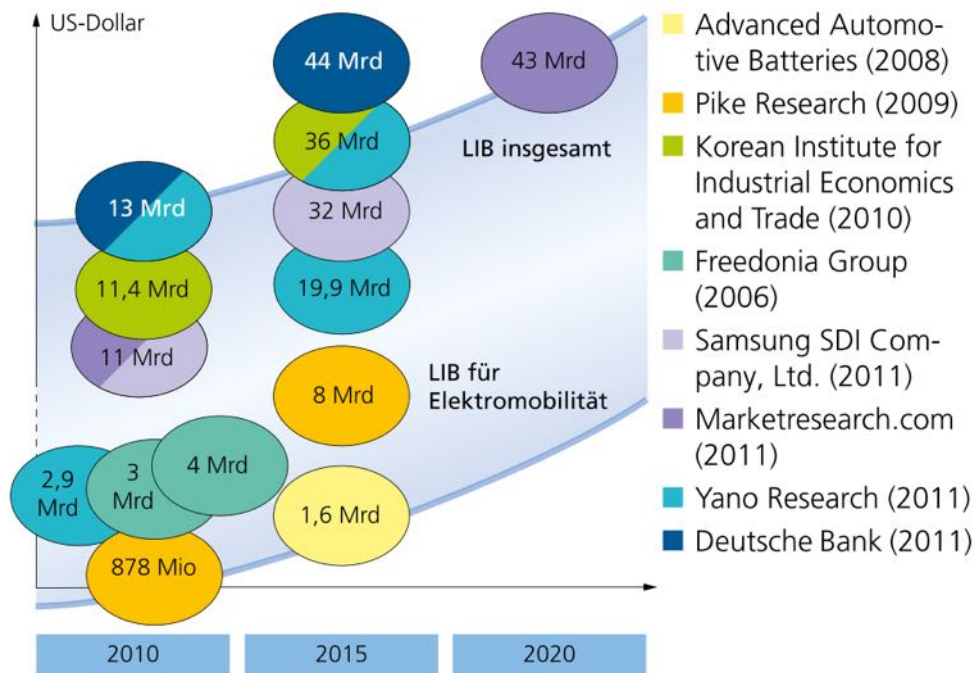 US-Dollar
44 Mrd
43 Mrd
36 Mrd
LIB insgesamt
13 Mrd
32 Mrd
11,4 Mrd
19,9 Mrd
11 Mrd
8 Mrd
LIB für
Elektromobilität
2,9
Mrd
3
Mrd
4 Mrd
1,6 Mrd
878 Mio
2010
2015
2020
Advanced Automo-
tive Batteries (2008)
Pike Research (2009)
Korean Institute for
Industrial Economics
and Trade (2010)
Freedonia Group
(2006)
Samsung SDI Com-
pany, Ltd. (2011)
Marketresearch.com
(2011)
Yano Research (2011)
Deutsche Bank (2011)